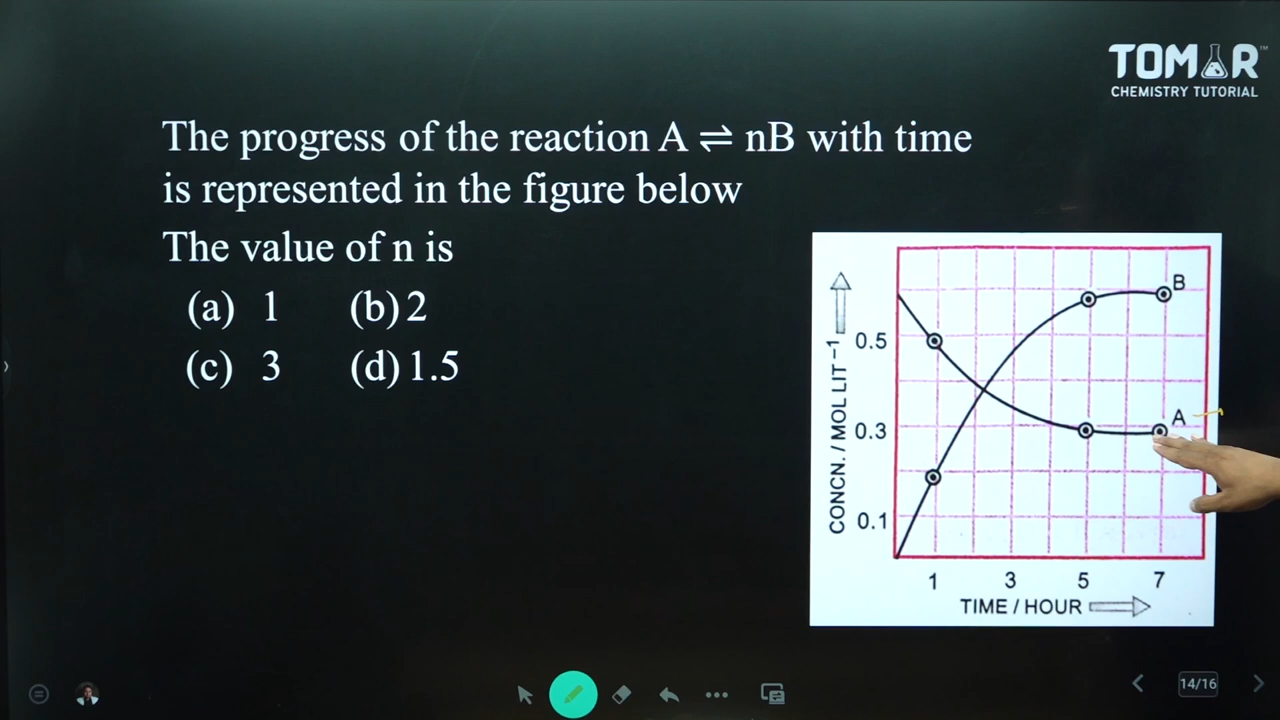 TOMAR™
CHEMISTRY TUTORIAL
The progress of the reaction A ⇌ nB with time
is represented in the figure below
The value of n is
(a) 1 (b) 2
(c) 3 (d) 1.5
CONCN. / MOL LIT⁻¹
0.5
0.3
0.1
B
A
1 3 5 7
TIME / HOUR
14/16